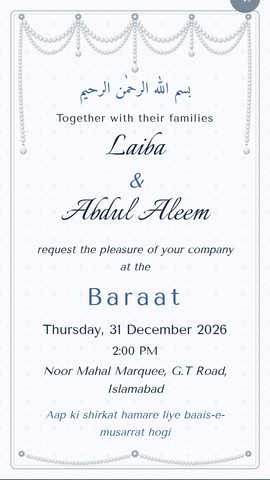 بسم الله الرحمٰن الرحيم
Together with their families
Laiba
&
Abdul Aleem
request the pleasure of your company
at the
Baraat
Thursday, 31 December 2026
2:00 PM
Noor Mahal Marquee, G.T Road,
Islamabad
Aap ki shirkat hamare liye baais-e-
musarrat hogi